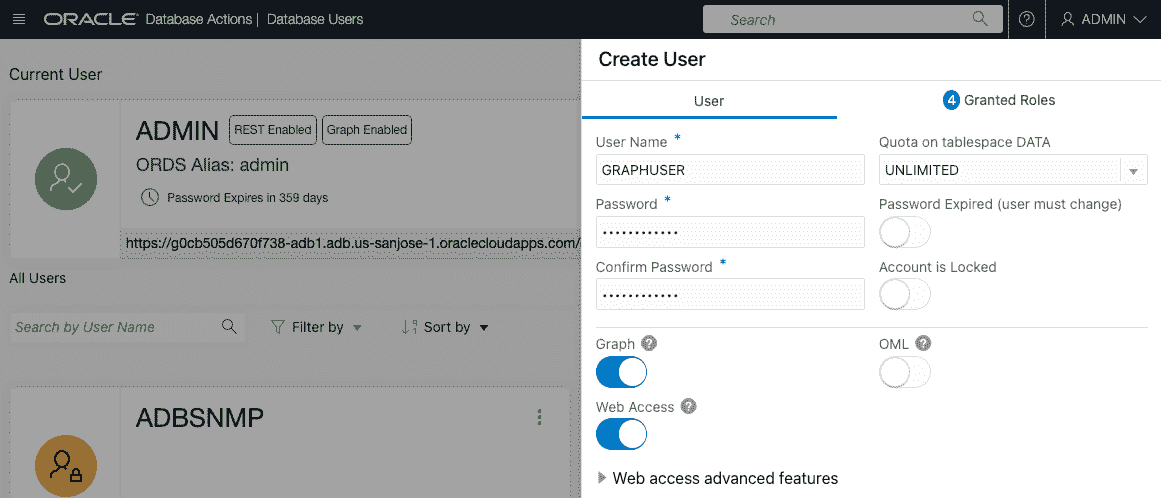 ORACLE® Database Actions | Database Users
Search
ADMIN
Current User
ADMIN REST Enabled Graph Enabled
ORDS Alias: admin
Password Expires in 359 days
https://g0cb505d670f738-adb1.adb.us-sanjose-1.oraclecloudapps.com/
All Users
Search by User Name
Filter by
Sort by
ADBSNMP
Create User
User
4 Granted Roles
User Name *
Quota on tablespace DATA
GRAPHUSER
UNLIMITED
Password *
Password Expired (user must change)
••••••••••••
Confirm Password *
Account is Locked
••••••••••••
Graph ?
OML ?
Web Access ?
Web access advanced features